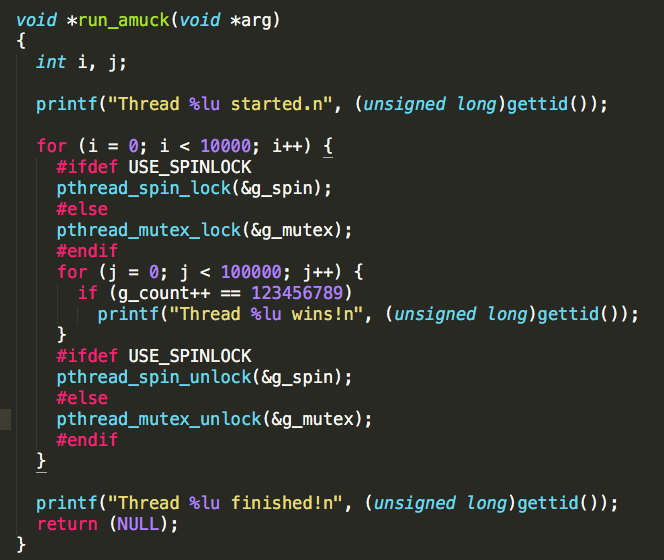 void *run_amuck(void *arg)
{
int i, j;
printf("Thread %lu started.n", (unsigned long)gettid());
for (i = 0; i < 10000; i++) {
#ifdef USE_SPINLOCK
pthread_spin_lock(&g_spin);
#else
pthread_mutex_lock(&g_mutex);
#endif
for (j = 0; j < 100000; j++) {
if (g_count++ == 123456789)
printf("Thread %lu wins!n", (unsigned long)gettid());
}
#ifdef USE_SPINLOCK
pthread_spin_unlock(&g_spin);
#else
pthread_mutex_unlock(&g_mutex);
#endif
}
printf("Thread %lu finished!n", (unsigned long)gettid());
return (NULL);
}